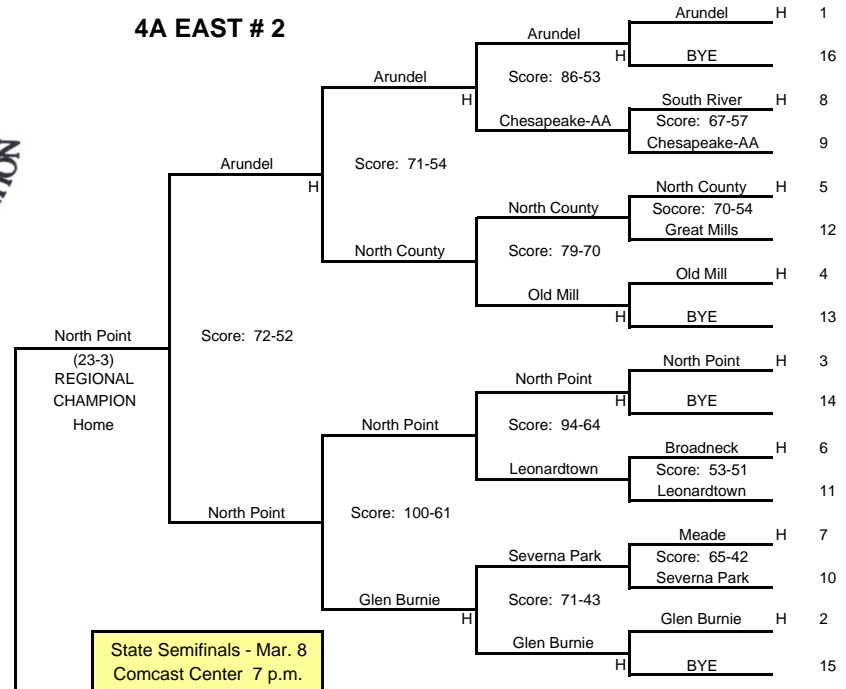 4A EAST # 2
Arundel H 1
Arundel
H BYE 16
Arundel Score: 86-53
H South River H 8
Chesapeake-AA Score: 67-57
Chesapeake-AA 9
Arundel Score: 71-54
H North County H 5
North County Socore: 70-54
Great Mills 12
North County Score: 79-70
Old Mill H 4
Old Mill
H BYE 13
North Point Score: 72-52
(23-3)
REGIONAL
CHAMPION
Home
North Point H 3
North Point
H BYE 14
North Point Score: 94-64
Broadneck H 6
Leonardtown Score: 53-51
Leonardtown 11
North Point Score: 100-61
Meade H 7
Severna Park Score: 65-42
Severna Park 10
Glen Burnie Score: 71-43
H Glen Burnie H 2
Glen Burnie
H BYE 15
State Semifinals - Mar. 8
Comcast Center 7 p.m.